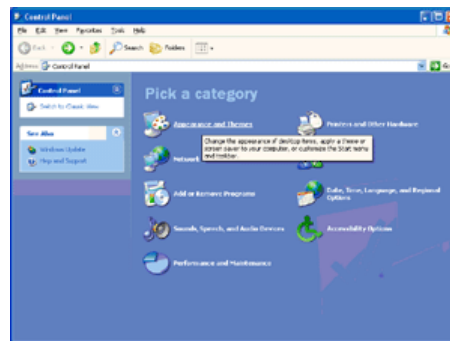 Control Panel
File Edit View Favorites Tools Help
Back Search Folders
Address Control Panel Go
Control Panel
Switch to Classic View
See Also
Windows Update
Help and Support
Pick a category
Appearance and Themes
Printers and Other Hardware
Change the appearance of desktop items, apply a theme or
screen saver to your computer, or customize the Start menu
and taskbar.
Network
Add or Remove Programs
Date, Time, Language, and Regional
Options
Sounds, Speech, and Audio Devices
Accessibility Options
Performance and Maintenance